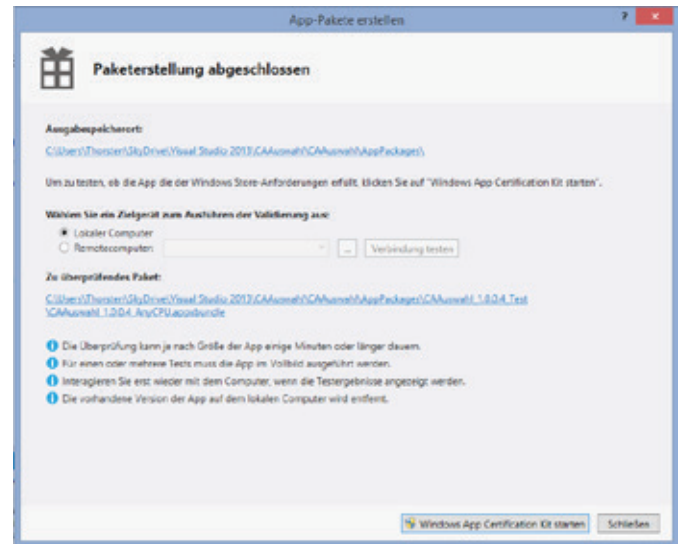 App-Pakete erstellen
Paketerstellung abgeschlossen
Ausgabespeicherort:
C:\Users\Thorsten\SkyDrive\Visual Studio 2013\CAAuswahl\CAAuswahl\AppPackages\
Um zu testen, ob die App die der Windows Store-Anforderungen erfüllt, klicken Sie auf "Windows App Certification Kit starten".
Wählen Sie ein Zielgerät zum Ausführen der Validierung aus:
Lokaler Computer
Remotecomputer:
... Verbindung testen
Zu überprüfendes Paket:
C:\Users\Thorsten\SkyDrive\Visual Studio 2013\CAAuswahl\CAAuswahl\AppPackages\CAAuswahl_1.0.0.4_Test
\CAAuswahl_1.0.0.4_AnyCPU.appxbundle
Die Überprüfung kann je nach Größe der App einige Minuten oder länger dauern.
Für einen oder mehrere Tests muss die App im Vollbild ausgeführt werden.
Interagieren Sie erst wieder mit dem Computer, wenn die Testergebnisse angezeigt werden.
Die vorhandene Version der App auf dem lokalen Computer wird entfernt.
Windows App Certification Kit starten Schließen